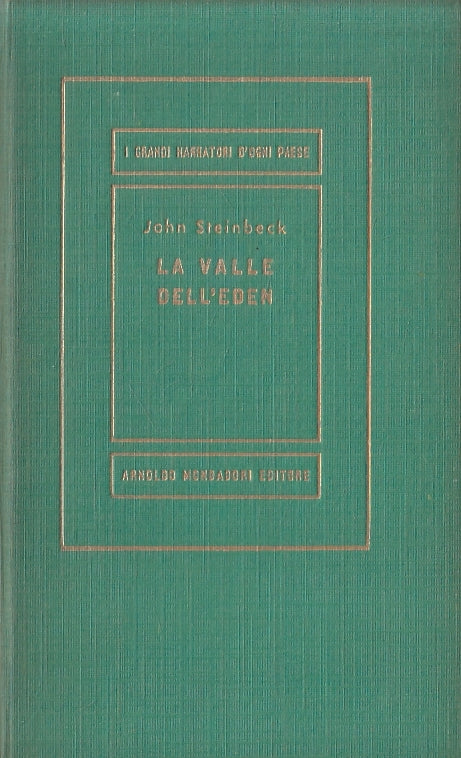 I GRANDI NARRATORI D'OGNI PAESE
John Steinbeck
LA VALLE
DELL'EDEN
ARNOLDO MONDADORI EDITORE